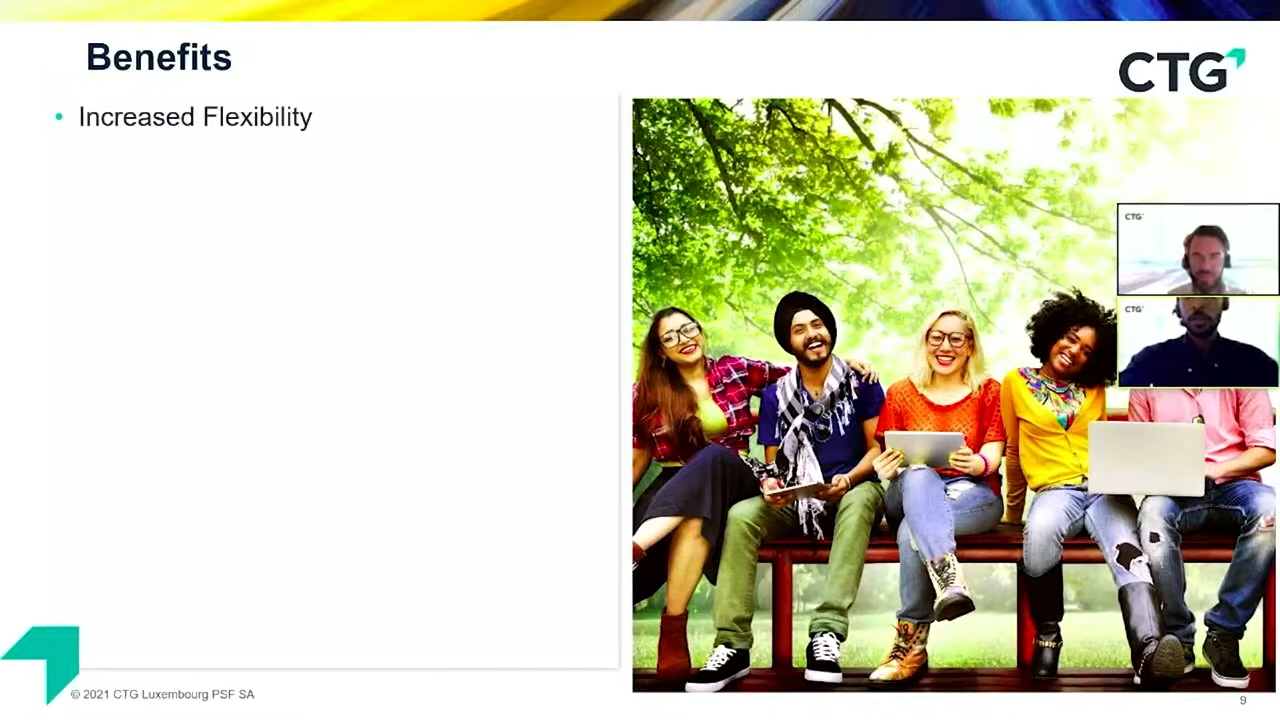 Benefits
CTG
• Increased Flexibility
CTG
CTG
© 2021 CTG Luxembourg PSF SA
9